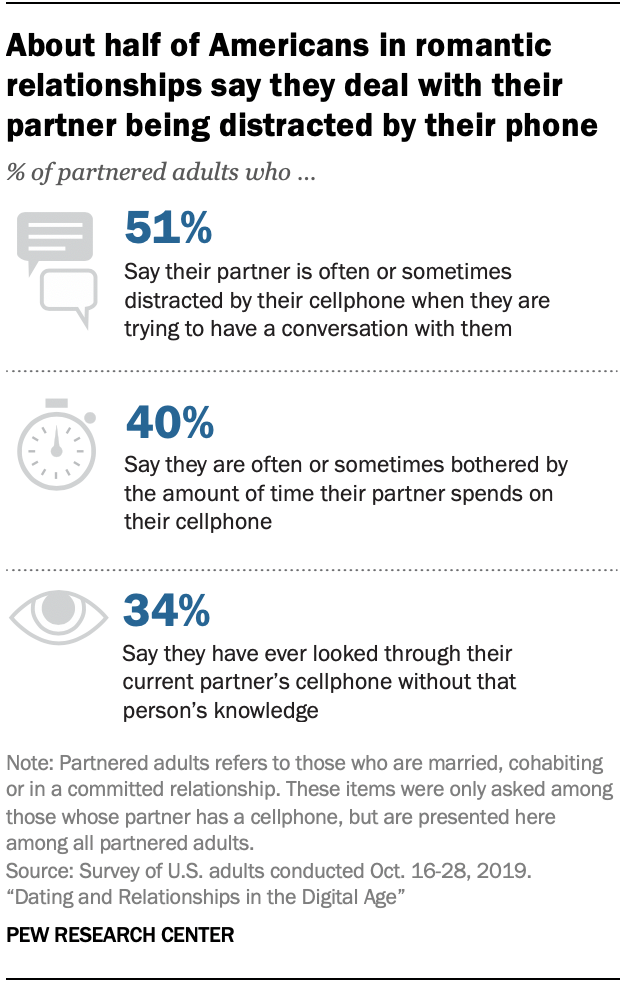 About half of Americans in romantic
relationships say they deal with their
partner being distracted by their phone
% of partnered adults who ...
51%
Say their partner is often or sometimes
distracted by their cellphone when they are
trying to have a conversation with them
40%
Say they are often or sometimes bothered by
the amount of time their partner spends on
their cellphone
34%
Say they have ever looked through their
current partner’s cellphone without that
person’s knowledge
Note: Partnered adults refers to those who are married, cohabiting
or in a committed relationship. These items were only asked among
those whose partner has a cellphone, but are presented here
among all partnered adults.
Source: Survey of U.S. adults conducted Oct. 16-28, 2019.
“Dating and Relationships in the Digital Age”
PEW RESEARCH CENTER